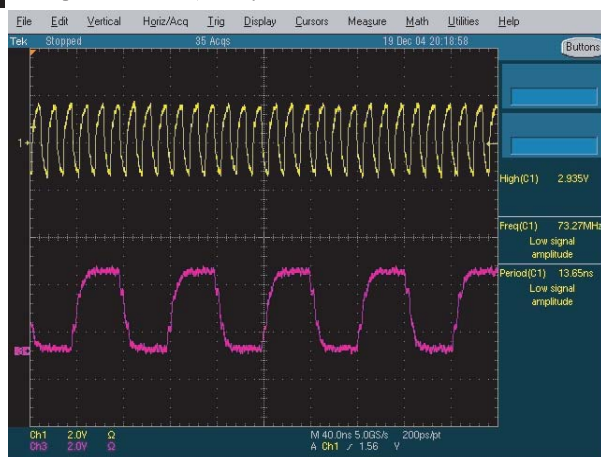 File Edit Vertical Horiz/Acq Trig Display Cursors Measure Math Utilities Help
Tek Stopped 35 Acqs 19 Dec 04 20:18:58 Buttons
1
High(C1) 2.935V
Freq(C1) 73.27MHz
Low signal
amplitude
Period(C1) 13.65ns
Low signal
amplitude
Ch1 2.0V Ω M 40.0ns 5.0GS/s 200ps/pt
Ch3 2.0V Ω A Ch1 ∕ 1.56 V